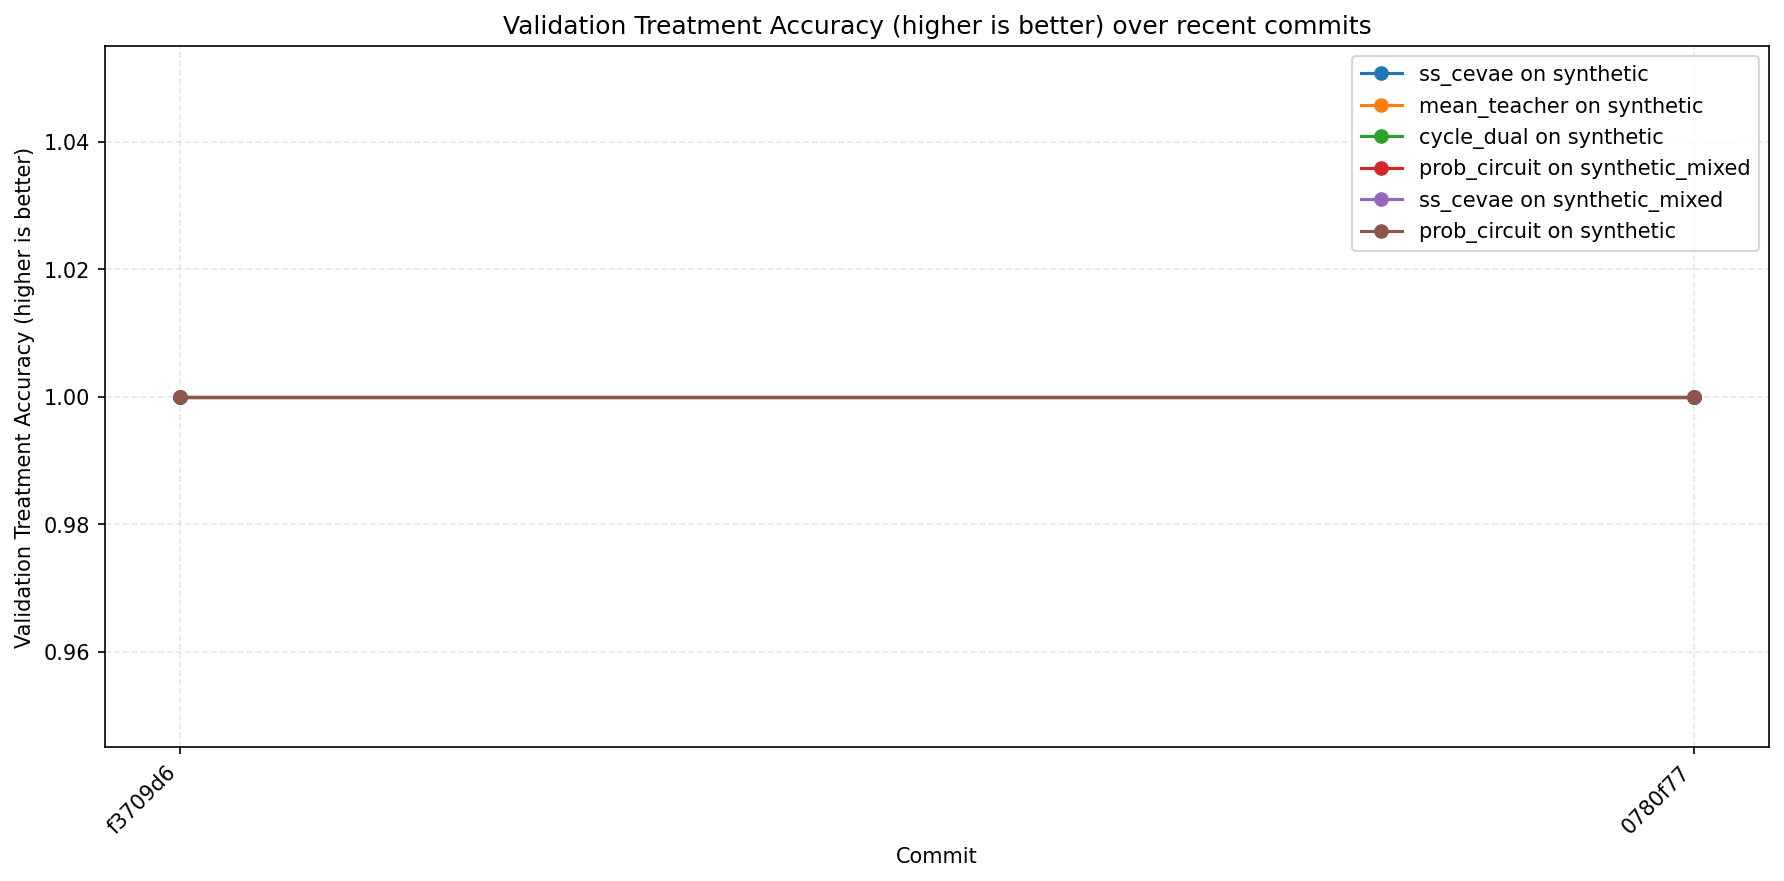 Validation Treatment Accuracy (higher is better) over recent commits
Validation Treatment Accuracy (higher is better)
1.04
1.02
1.00
0.98
0.96
ss_cevae on synthetic
mean_teacher on synthetic
cycle_dual on synthetic
prob_circuit on synthetic_mixed
ss_cevae on synthetic_mixed
prob_circuit on synthetic
f3709d6
0780f77
Commit